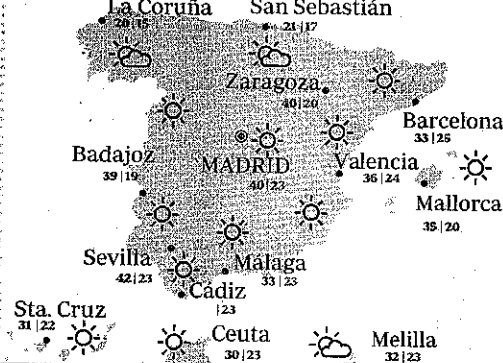 La Coruña
20|15
San Sebastián
21|17
Zaragoza
40|20
Barcelona
33|25
Badajoz
39|19
MADRID
40|23
Valencia
36|24
Mallorca
35|20
Sevilla
42|23
Málaga
33|23
Cádiz
|23
Sta. Cruz
31|22
Ceuta
30|23
Melilla
32|23